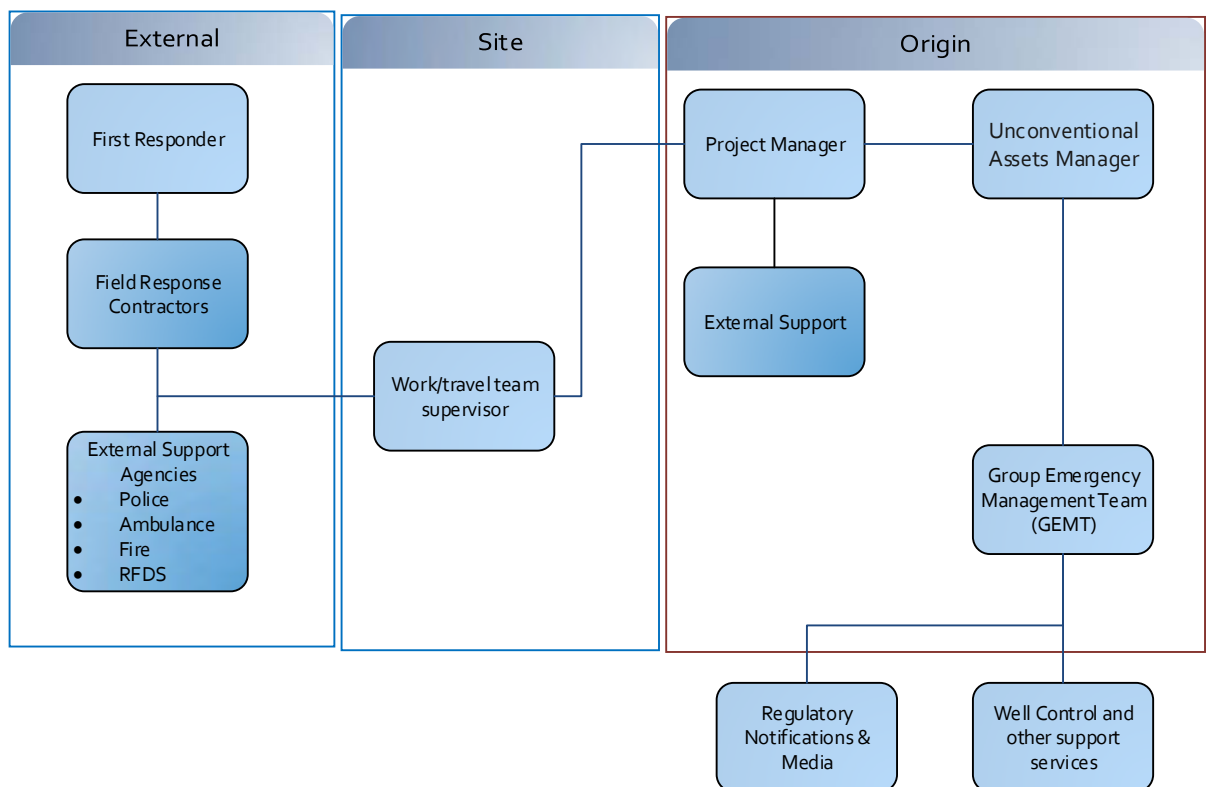 External
Site
Origin
First Responder
Field Response
Contractors
External Support
Agencies
• Police
• Ambulance
• Fire
• RFDS
Work/travel team
supervisor
Project Manager
Unconventional
Assets Manager
External Support
Group Emergency
Management Team
(GEMT)
Regulatory
Notifications &
Media
Well Control and
other support
services